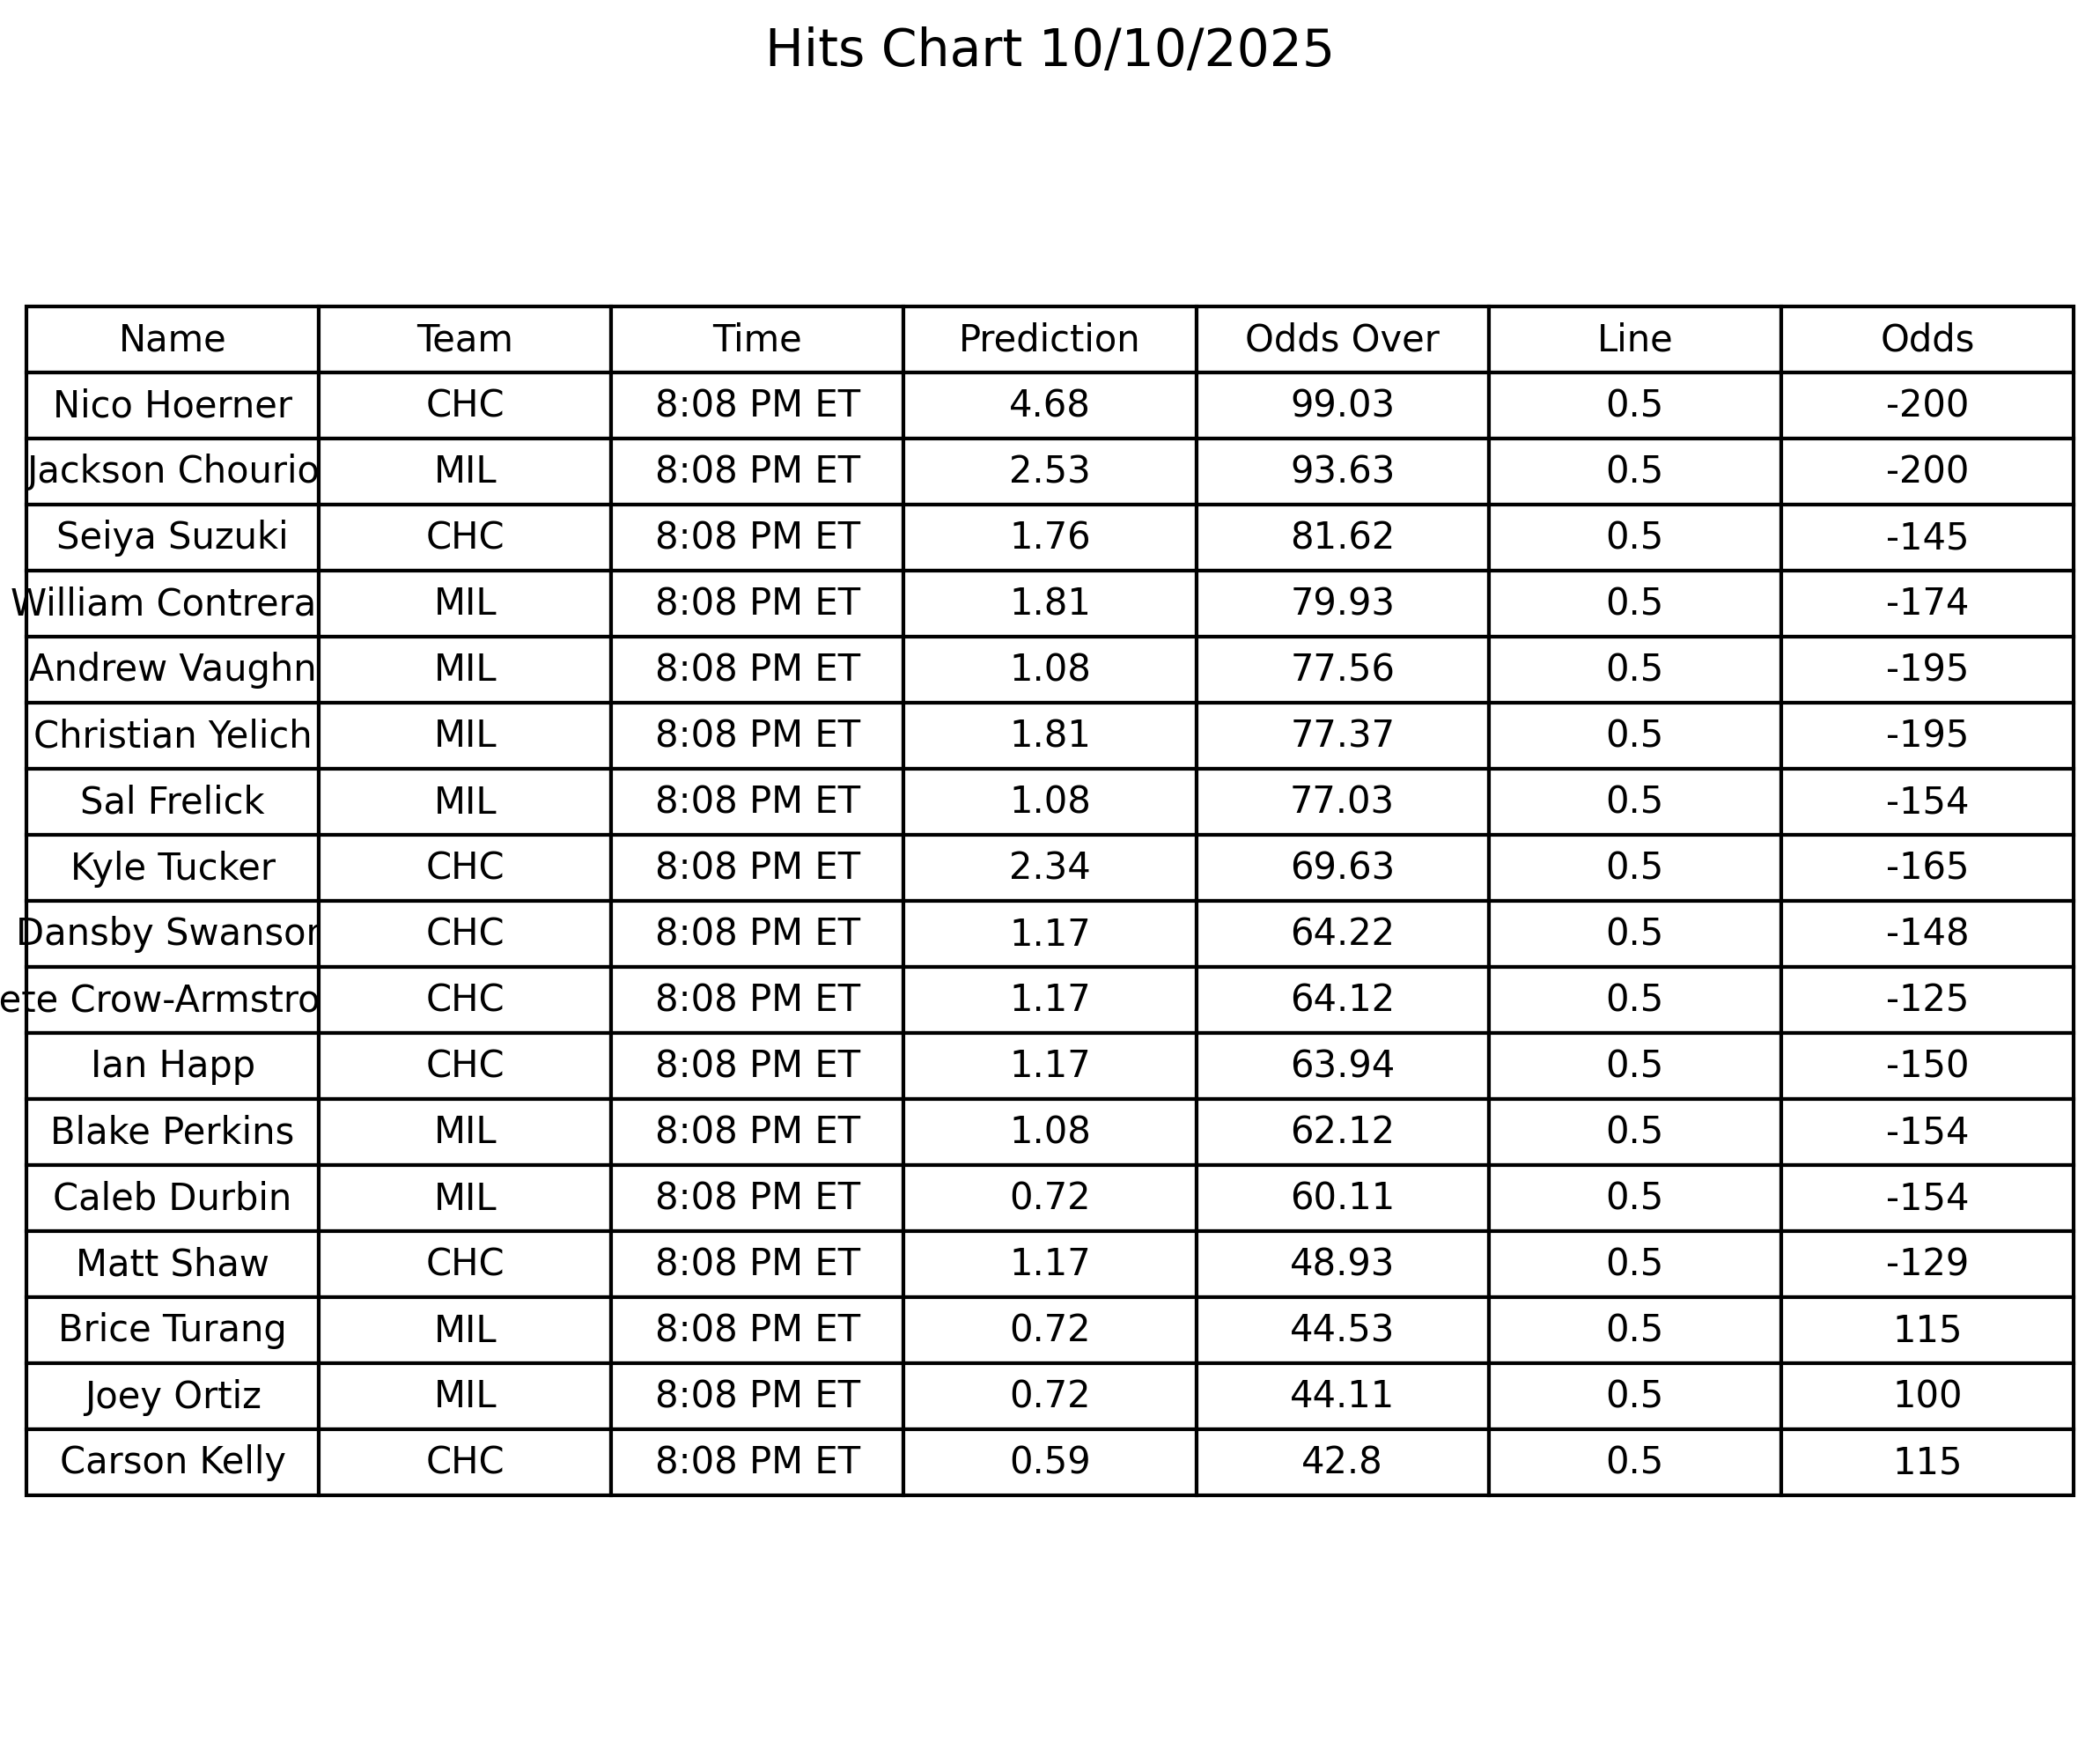 Hits Chart 10/10/2025
Name Team Time Prediction Odds Over Line Odds
Nico Hoerner CHC 8:08 PM ET 4.68 99.03 0.5 -200
Jackson Chourio MIL 8:08 PM ET 2.53 93.63 0.5 -200
Seiya Suzuki CHC 8:08 PM ET 1.76 81.62 0.5 -145
William Contrera MIL 8:08 PM ET 1.81 79.93 0.5 -174
Andrew Vaughn MIL 8:08 PM ET 1.08 77.56 0.5 -195
Christian Yelich MIL 8:08 PM ET 1.81 77.37 0.5 -195
Sal Frelick MIL 8:08 PM ET 1.08 77.03 0.5 -154
Kyle Tucker CHC 8:08 PM ET 2.34 69.63 0.5 -165
Dansby Swanson CHC 8:08 PM ET 1.17 64.22 0.5 -148
ete Crow-Armstro CHC 8:08 PM ET 1.17 64.12 0.5 -125
Ian Happ CHC 8:08 PM ET 1.17 63.94 0.5 -150
Blake Perkins MIL 8:08 PM ET 1.08 62.12 0.5 -154
Caleb Durbin MIL 8:08 PM ET 0.72 60.11 0.5 -154
Matt Shaw CHC 8:08 PM ET 1.17 48.93 0.5 -129
Brice Turang MIL 8:08 PM ET 0.72 44.53 0.5 115
Joey Ortiz MIL 8:08 PM ET 0.72 44.11 0.5 100
Carson Kelly CHC 8:08 PM ET 0.59 42.8 0.5 115